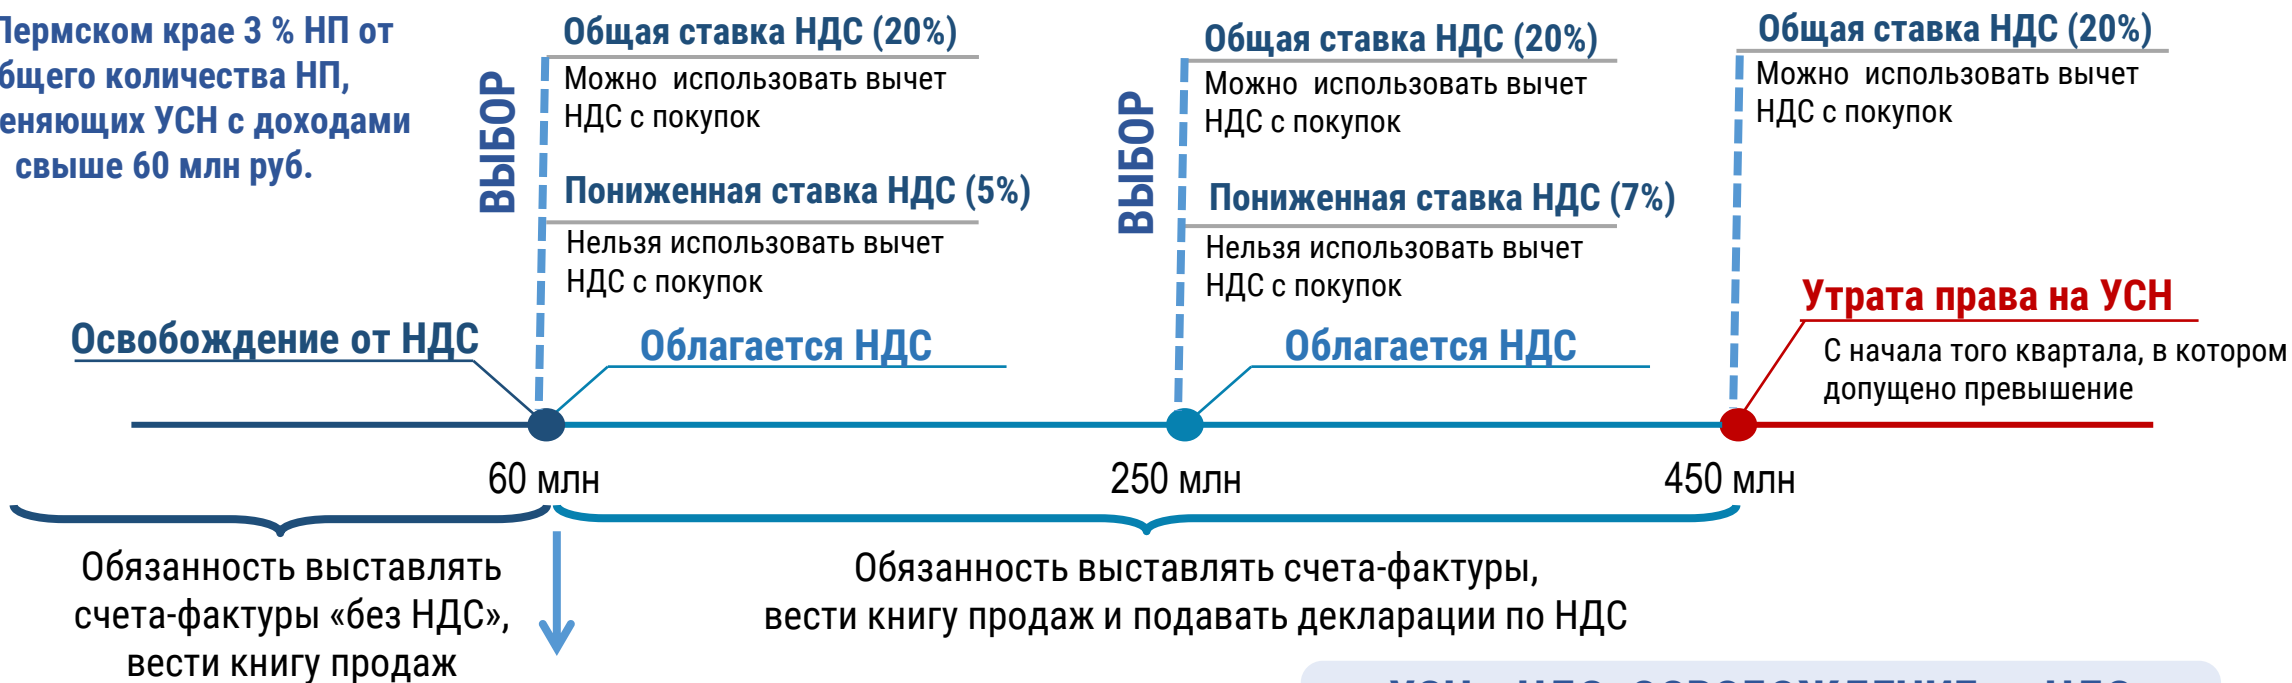 Пермском крае 3 % НП от
общего количества НП,
свыше 60 млн руб.
УСН с доходами
ВЫБОР
Общая ставка НДС (20%)
Можно использовать вычет
НДС с покупок
Пониженная ставка НДС (5%)
Нельзя использовать вычет
НДС с покупок
ВЫБОР
Общая ставка НДС (20%)
Можно использовать вычет
НДС с покупок
Пониженная ставка НДС (7%)
Нельзя использовать вычет
НДС с покупок
Общая ставка НДС (20%)
Можно использовать вычет
НДС с покупок
Утрата права на УСН
С начала того квартала, в котором
допущено превышение
Освобождение от НДС
Облагается НДС
Облагается НДС
60 млн
250 млн
450 млн
Обязанность выставлять
счета-фактуры «без НДС»,
вести книгу продаж
Обязанность выставлять счета-фактуры,
вести книгу продаж и подавать декларации по НДС